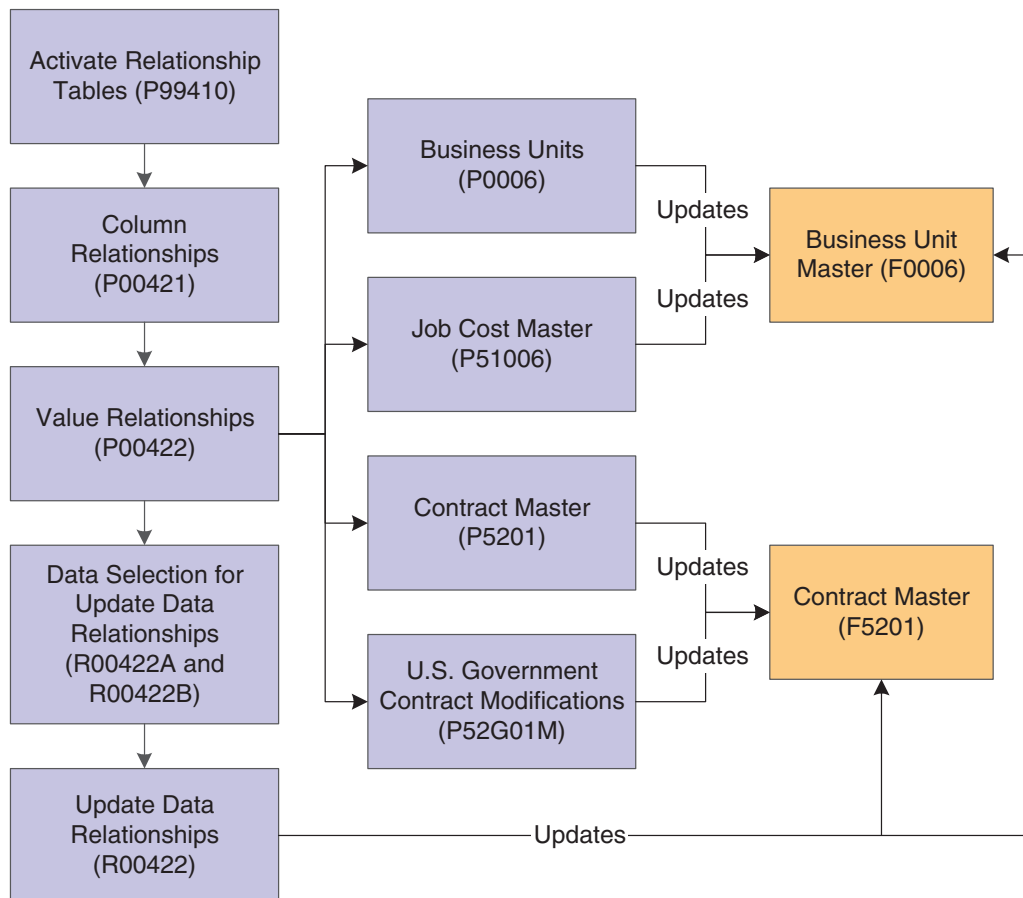 Activate Relationship
Tables (P99410)
Column
Relationships
(P00421)
Value Relationships
(P00422)
Data Selection for
Update Data
Relationships
(R00422A and
R00422B)
Update Data
Relationships
(R00422)
Business Units
(P0006)
Job Cost Master
(P51006)
Contract Master
(P5201)
U.S. Government
Contract Modifications
(P52G01M)
Updates
Updates
Updates
Updates
Updates
Business Unit
Master (F0006)
Contract Master
(F5201)